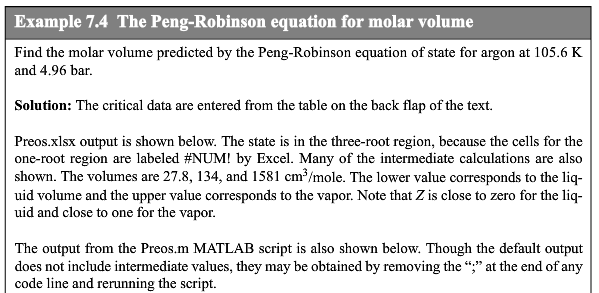 Example 7.4 The Peng-Robinson equation for molar volume
Find the molar volume predicted by the Peng-Robinson equation of state for argon at 105.6 K
and 4.96 bar.
Solution: The critical data are entered from the table on the back flap of the text.
Preos.xlsx output is shown below. The state is in the three-root region, because the cells for the
one-root region are labeled #NUM! by Excel. Many of the intermediate calculations are also
shown. The volumes are 27.8, 134, and 1581 cm³/mole. The lower value corresponds to the liq-
uid volume and the upper value corresponds to the vapor. Note that Z is close to zero for the liq-
uid and close to one for the vapor.
The output from the Preos.m MATLAB script is also shown below. Though the default output
does not include intermediate values, they may be obtained by removing the “;” at the end of any
code line and rerunning the script.